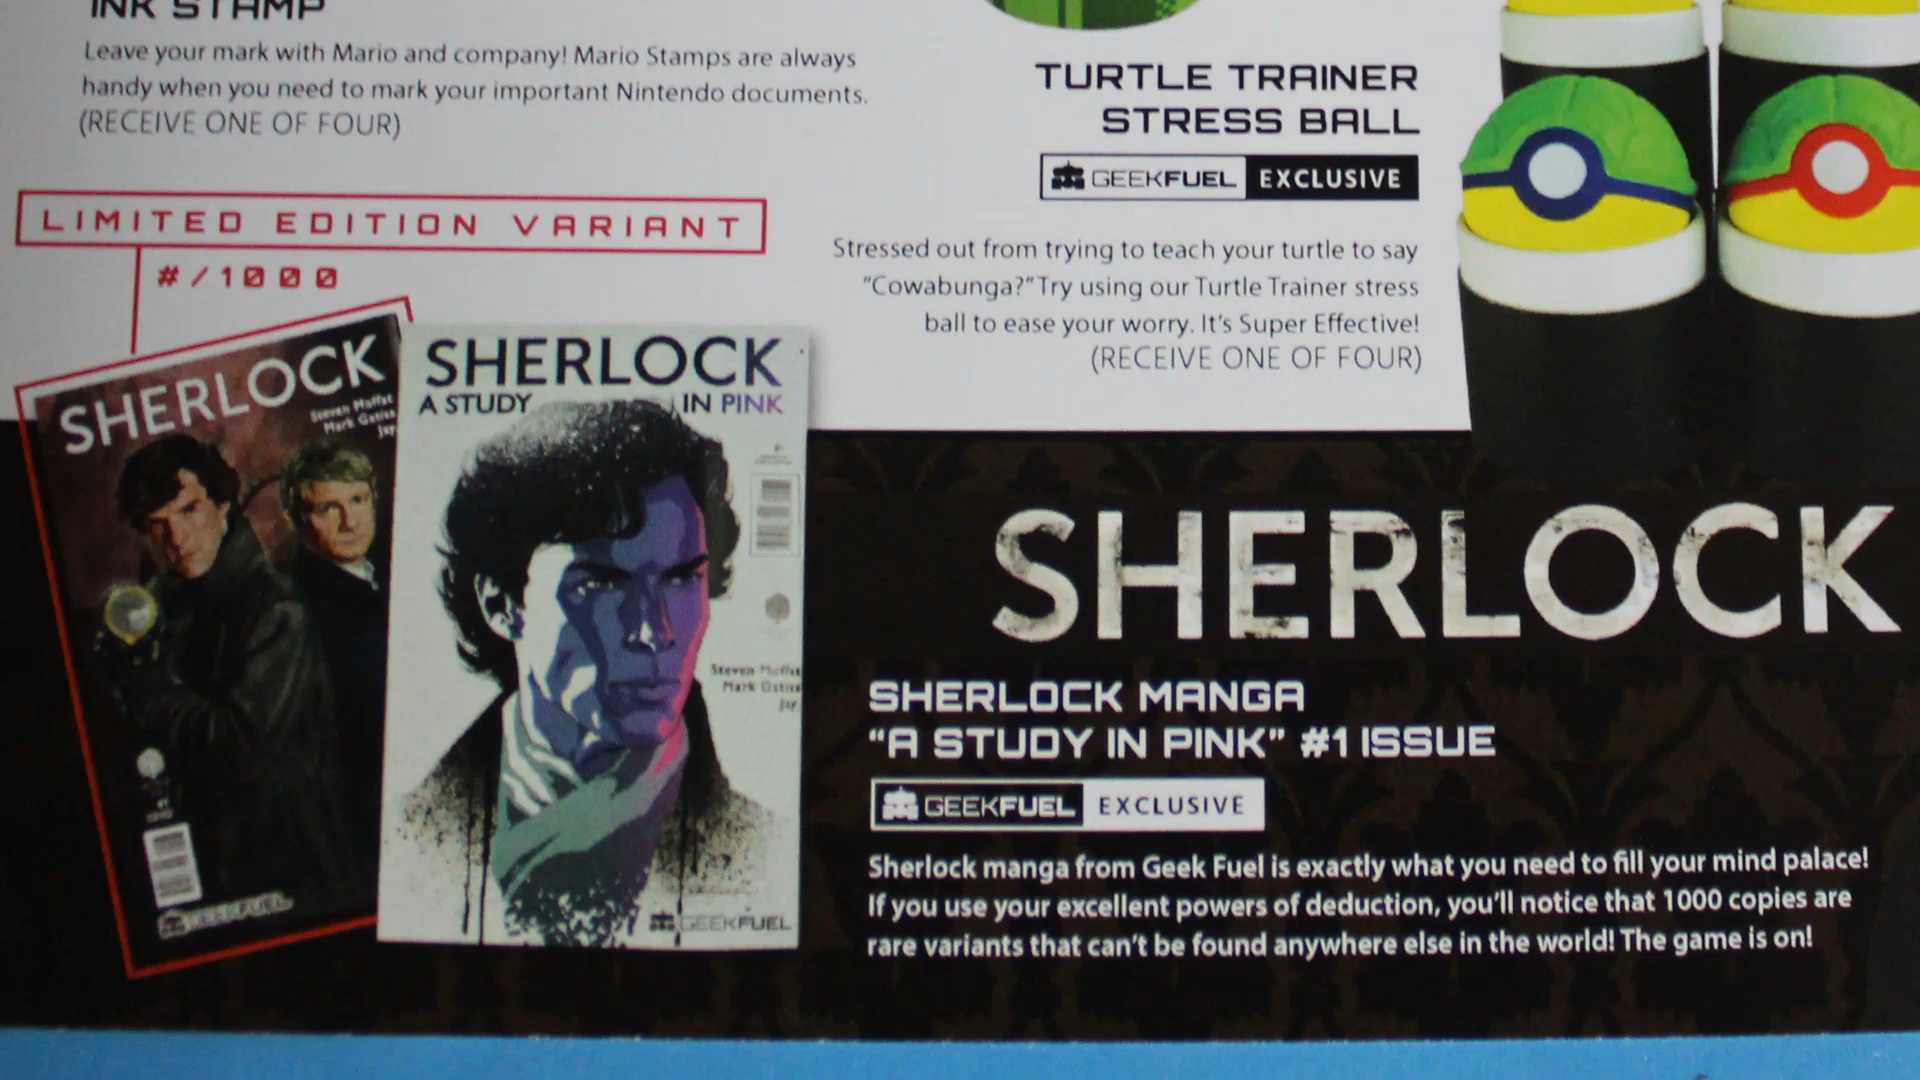 INK STAMP
Leave your mark with Mario and company! Mario Stamps are always
handy when you need to mark your important Nintendo documents.
(RECEIVE ONE OF FOUR)
TURTLE TRAINER
STRESS BALL
GEEKFUEL EXCLUSIVE
Stressed out from trying to teach your turtle to say
"Cowabunga?" Try using our Turtle Trainer stress
ball to ease your worry. It's Super Effective!
(RECEIVE ONE OF FOUR)
LIMITED EDITION VARIANT
#/1000
SHERLOCK
Steven Moffat
Mark Gatiss
Jay
GEEKFUEL
SHERLOCK
A STUDY IN PINK
Steven Moffat
Mark Gatiss
Jay
GEEKFUEL
SHERLOCK
SHERLOCK MANGA
"A STUDY IN PINK" #1 ISSUE
GEEKFUEL EXCLUSIVE
Sherlock manga from Geek Fuel is exactly what you need to fill your mind palace!
If you use your excellent powers of deduction, you'll notice that 1000 copies are
rare variants that can't be found anywhere else in the world! The game is on!